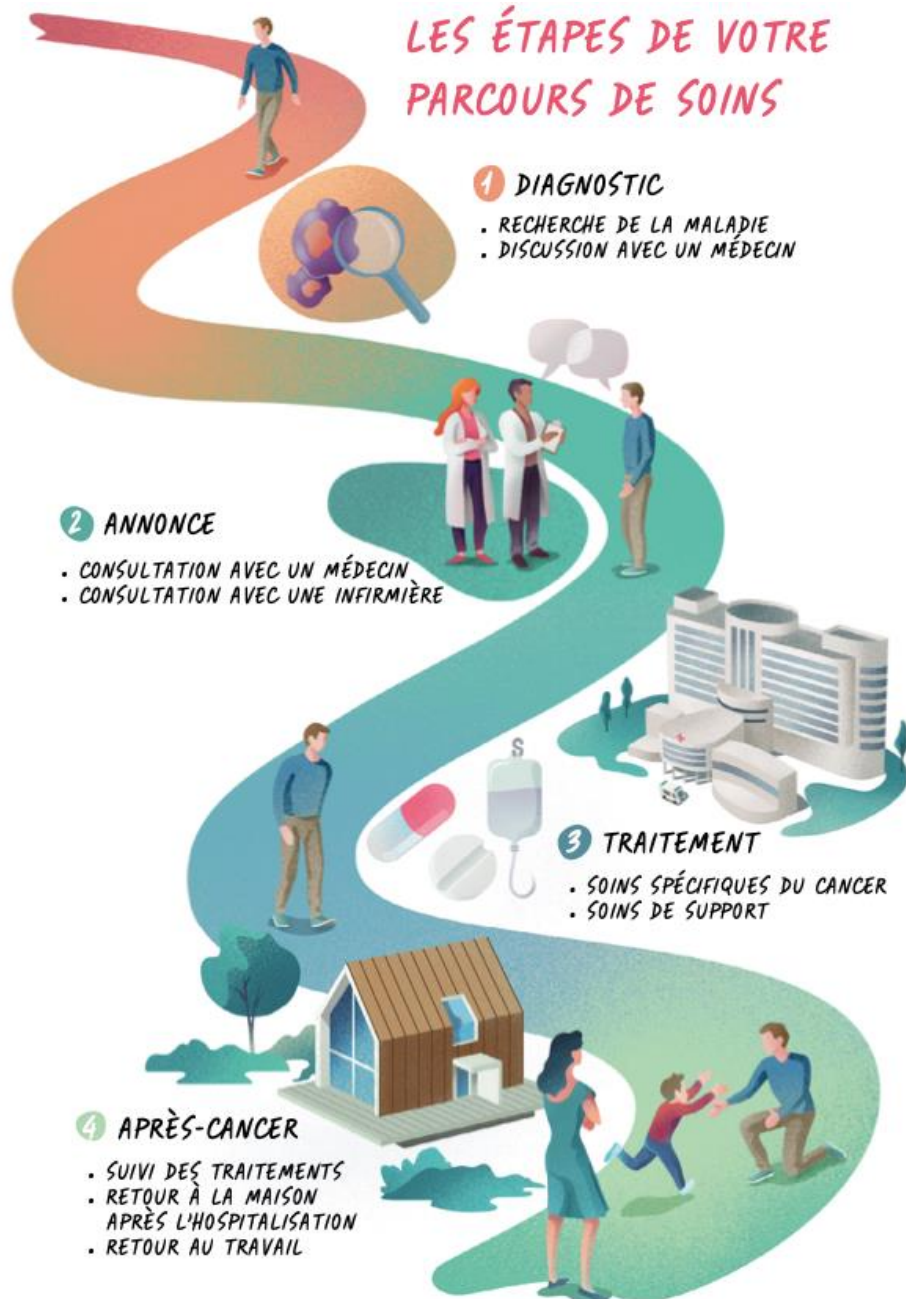 LES ÉTAPES DE VOTRE
PARCOURS DE SOINS
1 DIAGNOSTIC
. RECHERCHE DE LA MALADIE
. DISCUSSION AVEC UN MÉDECIN
2 ANNONCE
. CONSULTATION AVEC UN MÉDECIN
. CONSULTATION AVEC UNE INFIRMIÈRE
3 TRAITEMENT
. SOINS SPÉCIFIQUES DU CANCER
. SOINS DE SUPPORT
4 APRÈS-CANCER
. SUIVI DES TRAITEMENTS
. RETOUR À LA MAISON
APRÈS L'HOSPITALISATION
. RETOUR AU TRAVAIL